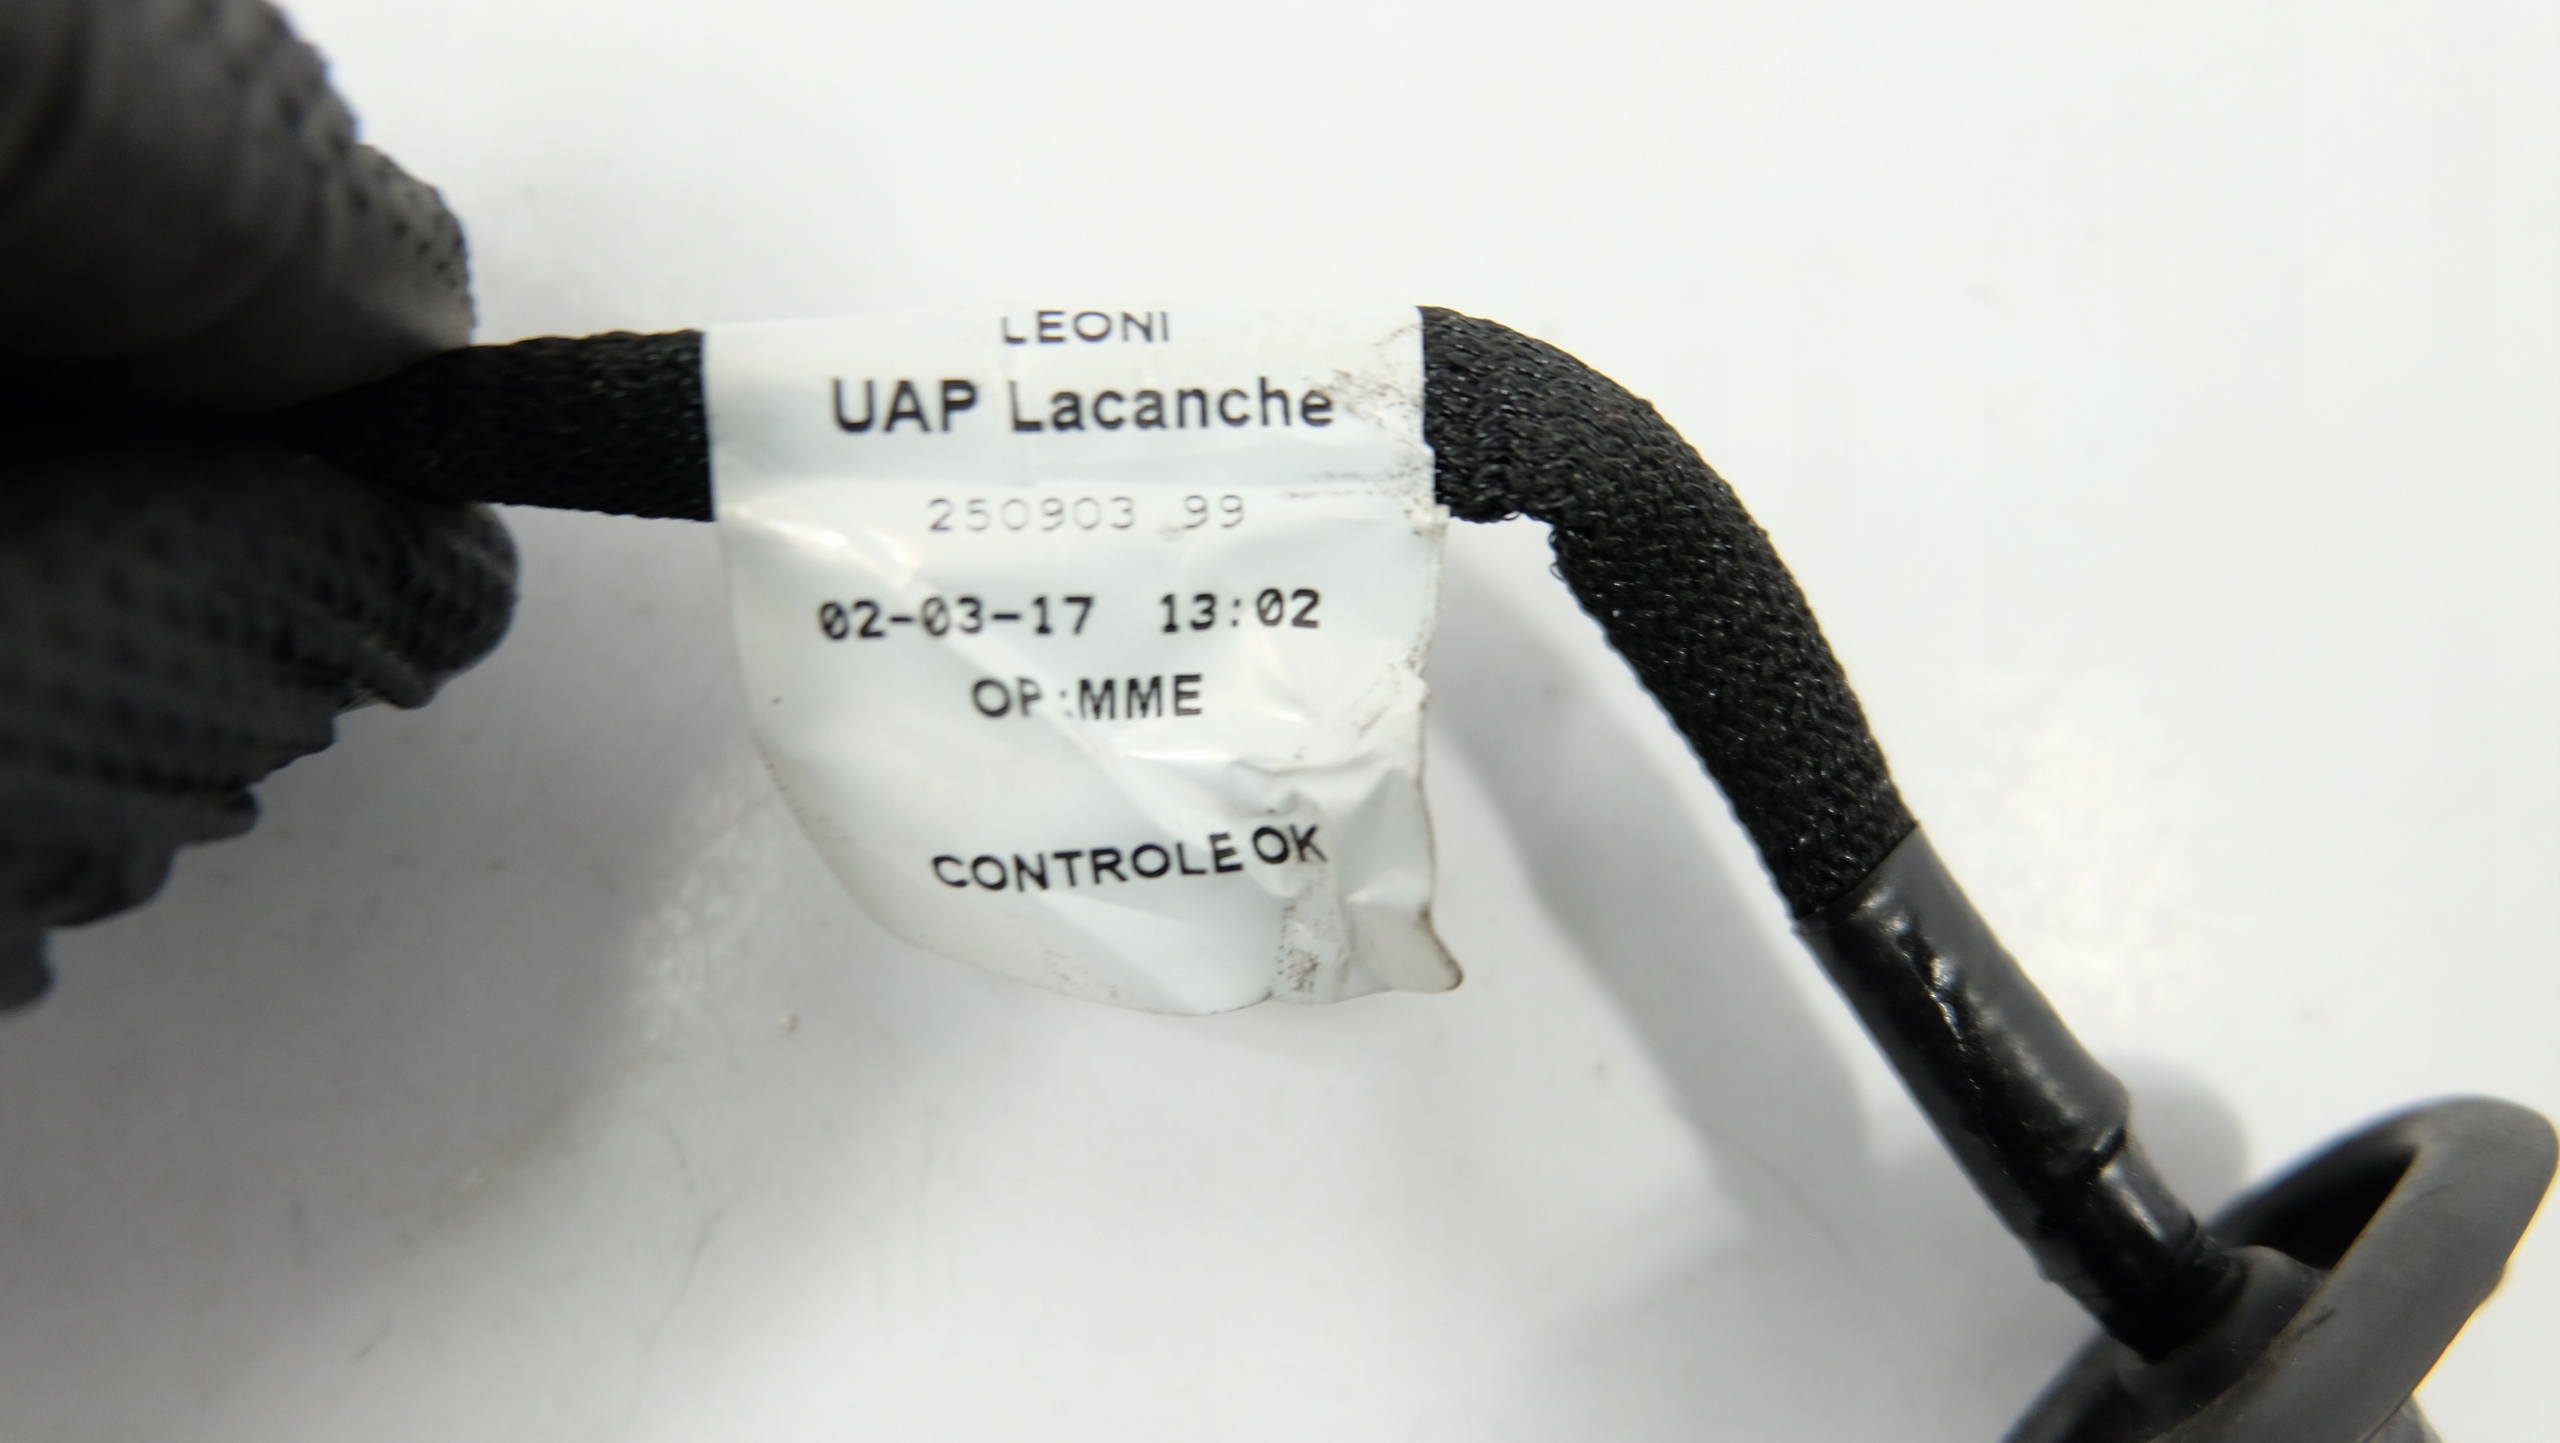 LEONI
UAP Lacanche
250903 99
02-03-17 13:02
OP:MME
CONTROLE OK